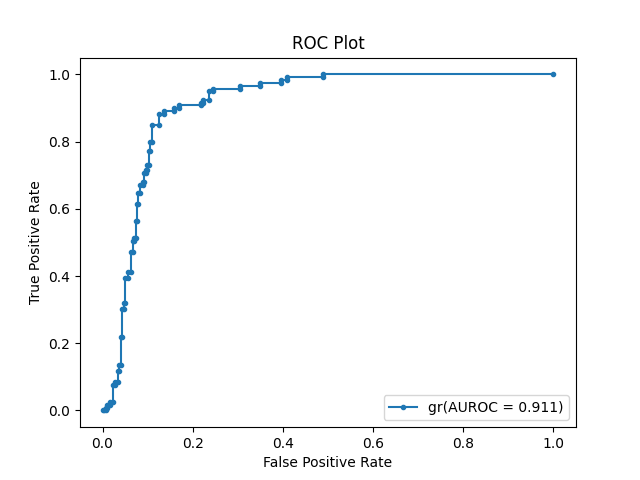 ROC Plot
True Positive Rate
1.0
0.8
0.6
0.4
0.2
0.0
0.0 0.2 0.4 0.6 0.8 1.0
False Positive Rate
gr(AUROC = 0.911)